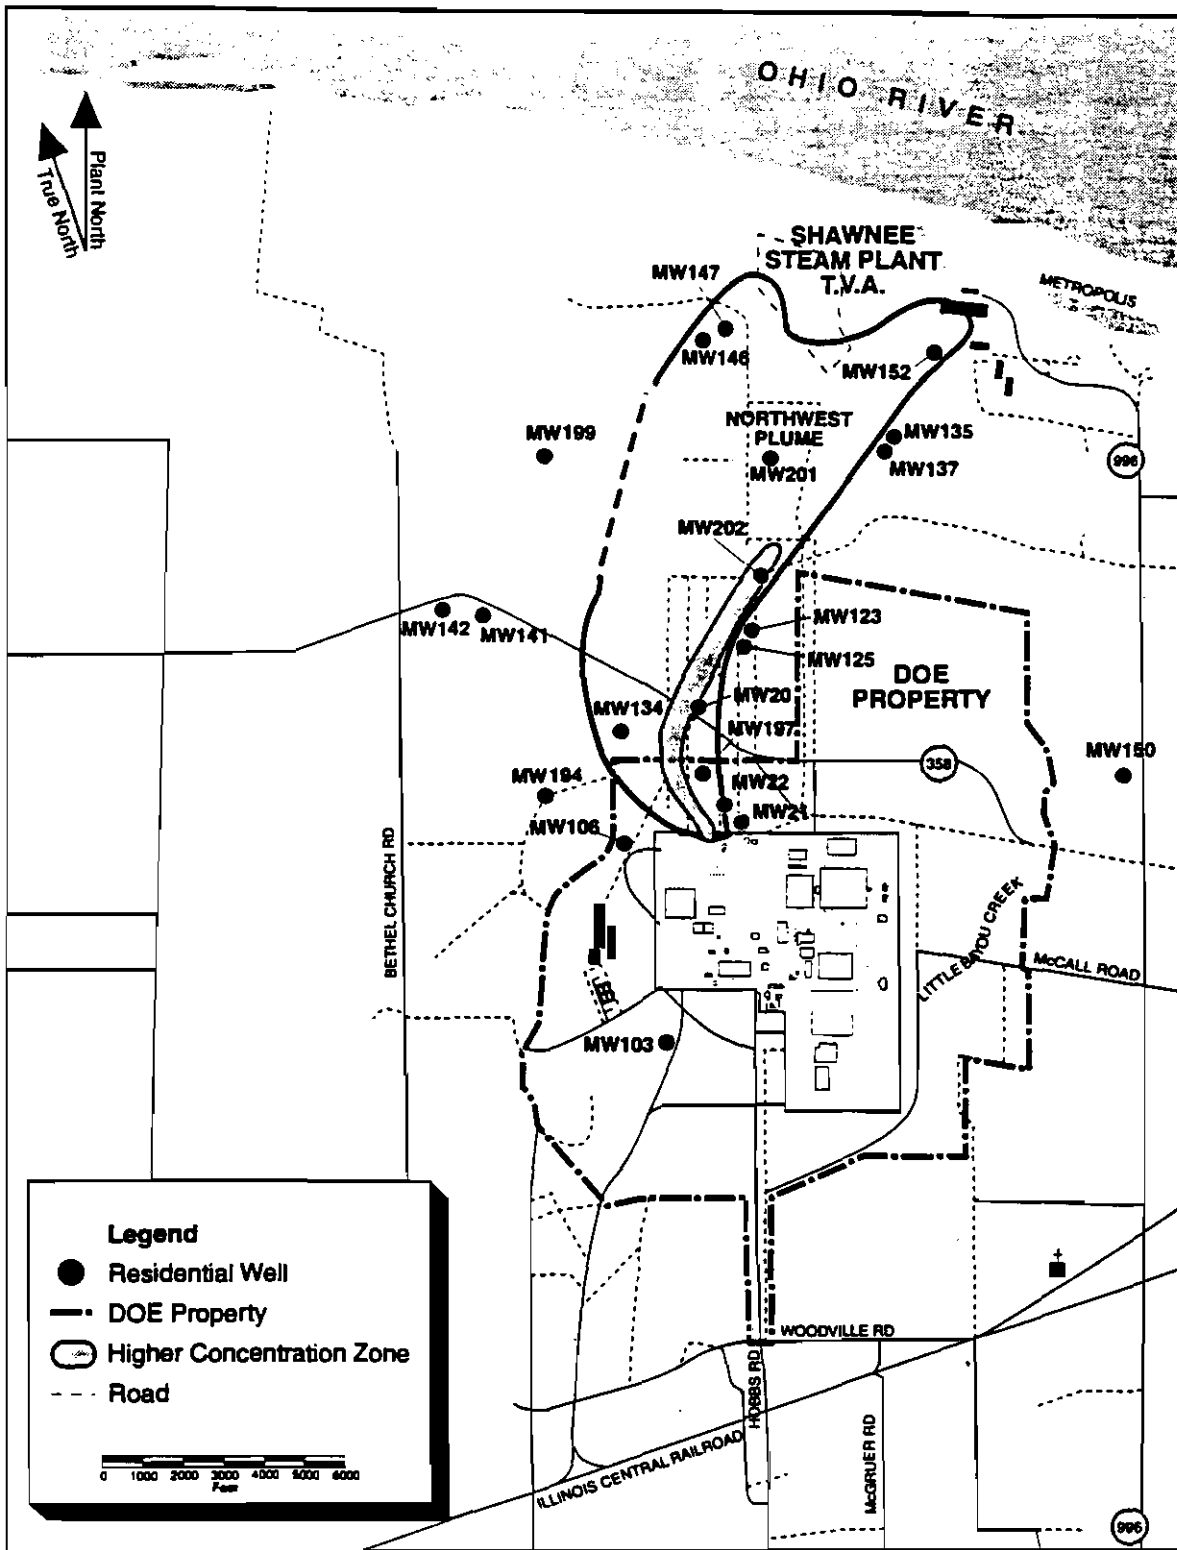 OHIO RIVER
Plant North
True North
SHAWNEE
STEAM PLANT
T.V.A.
METROPOLIS
MW147
MW146
MW152
MW199
NORTHWEST
PLUME
MW201
MW135
MW137
996
MW202
MW142
MW141
MW123
MW125
DOE
PROPERTY
MW20
MW134
MW197
358
MW150
MW194
MW22
MW21
MW106
BETHEL CHURCH RD
LITTLE BAYOU CREEK
McCALL ROAD
MW103
Legend
Residential Well
DOE Property
Higher Concentration Zone
Road
0 1000 2000 3000 4000 5000 6000
Feet
WOODVILLE RD
HOBBS RD
ILLINOIS CENTRAL RAILROAD
McGRUER RD
996